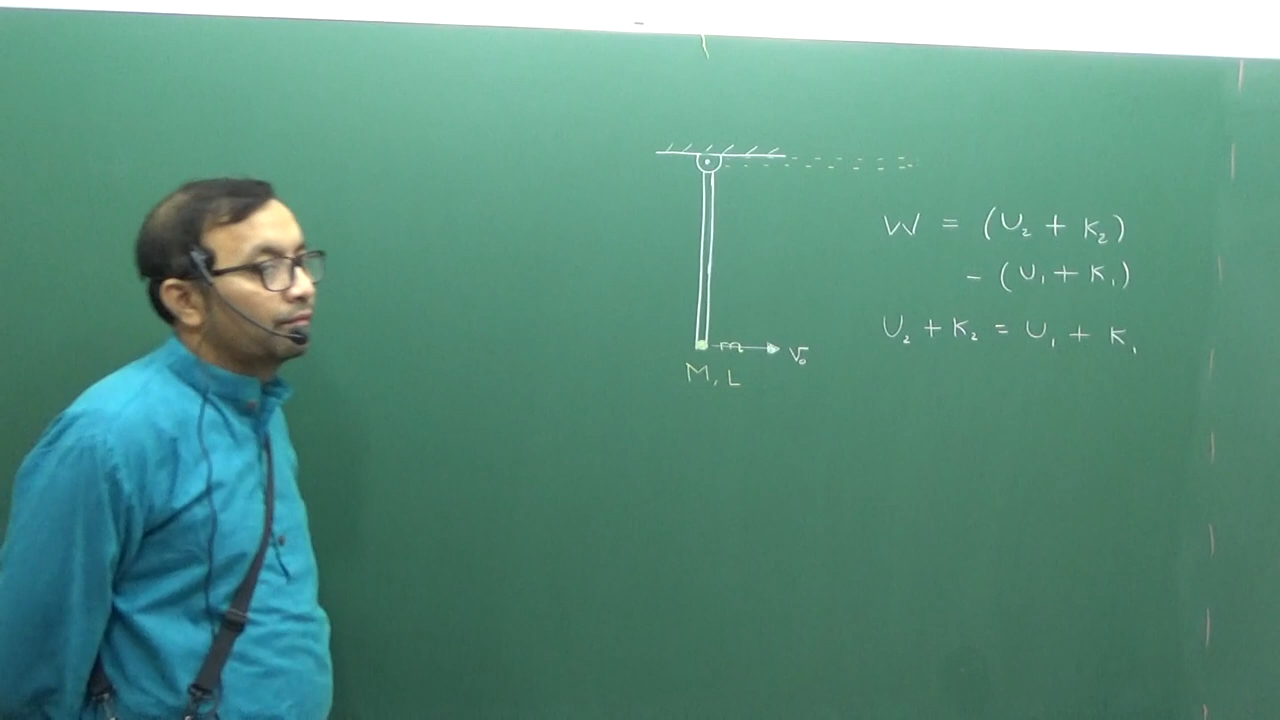 W = (U₂ + K₂)
- (U₁ + K₁)
U₂ + K₂ = U₁ + K₁
v₀
M, L